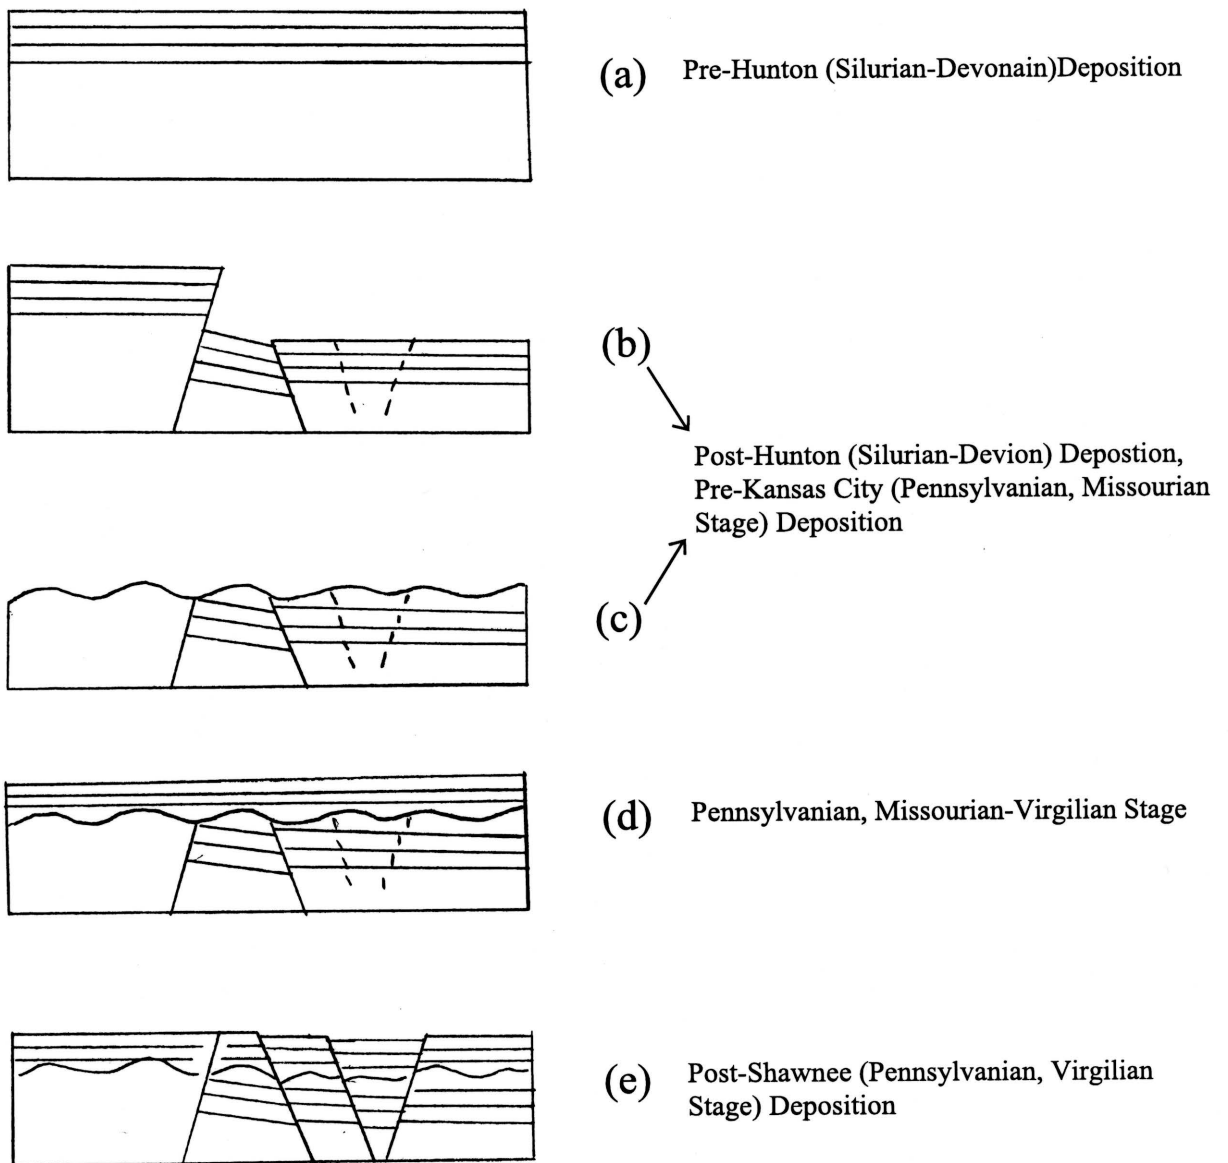 (a) Pre-Hunton (Silurian-Devonain)Deposition
(b)
Post-Hunton (Silurian-Devion) Depostion,
Pre-Kansas City (Pennsylvanian, Missourian
Stage) Deposition
(c)
(d) Pennsylvanian, Missourian-Virgilian Stage
(e) Post-Shawnee (Pennsylvanian, Virgilian
Stage) Deposition